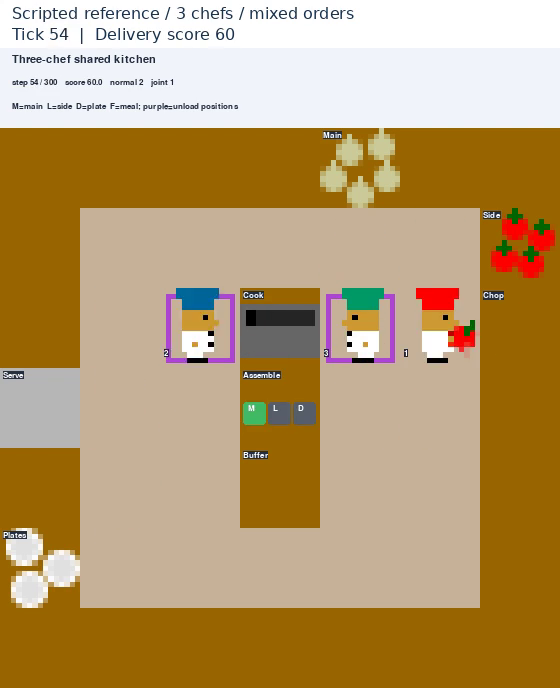 Scripted reference / 3 chefs / mixed orders
Tick 54  |  Delivery score 60
Three-chef shared kitchen
step 54 / 300   score 60.0   normal 2   joint 1
M=main  L=side  D=plate  F=meal; purple=unload positions
Main
Side
Cook
Chop
2
3
1
Serve
Assemble
M L D
Buffer
Plates